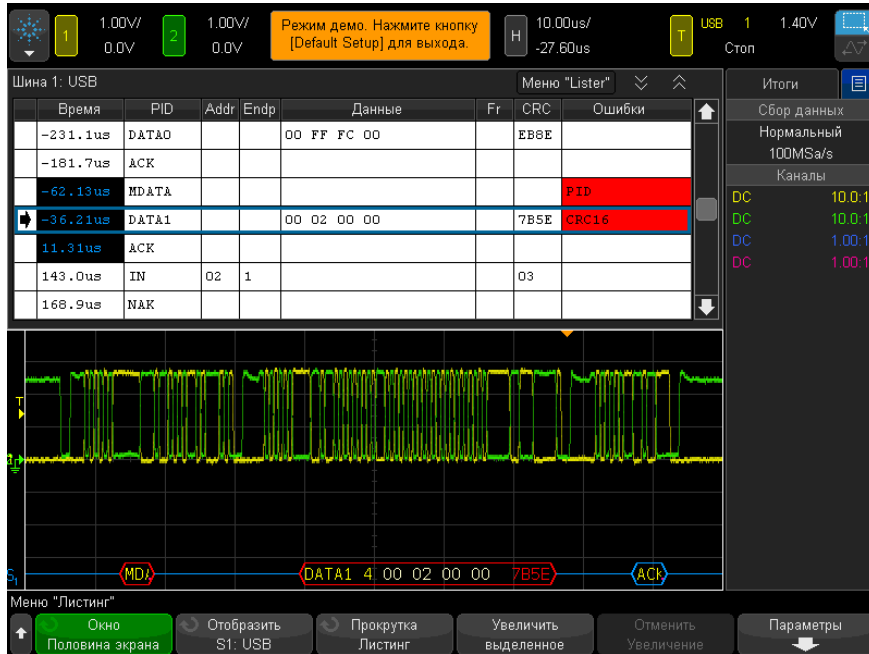 1 1.00V/ 0.0V
2 1.00V/ 0.0V
Режим демо. Нажмите кнопку
[Default Setup] для выхода.
H 10.00us/ -27.60us
T USB 1 1.40V
Стоп
Шина 1: USB
Меню "Lister"
Время PID Addr Endp Данные Fr CRC Ошибки
-231.1us DATA0 00 FF FC 00 EB8E
-181.7us ACK
-62.13us MDATA PID
-36.21us DATA1 00 02 00 00 7B5E CRC16
11.31us ACK
143.0us IN 02 1 03
168.9us NAK
Итоги
Сбор данных
Нормальный
100MSa/s
Каналы
DC 10.0:1
DC 10.0:1
DC 1.00:1
DC 1.00:1
T
S1
MDA
DATA1 4 00 02 00 00 7B5E
ACK
Меню "Листинг"
Окно
Половина экрана
Отобразить
S1: USB
Прокрутка
Листинг
Увеличить
выделенное
Отменить
Увеличение
Параметры